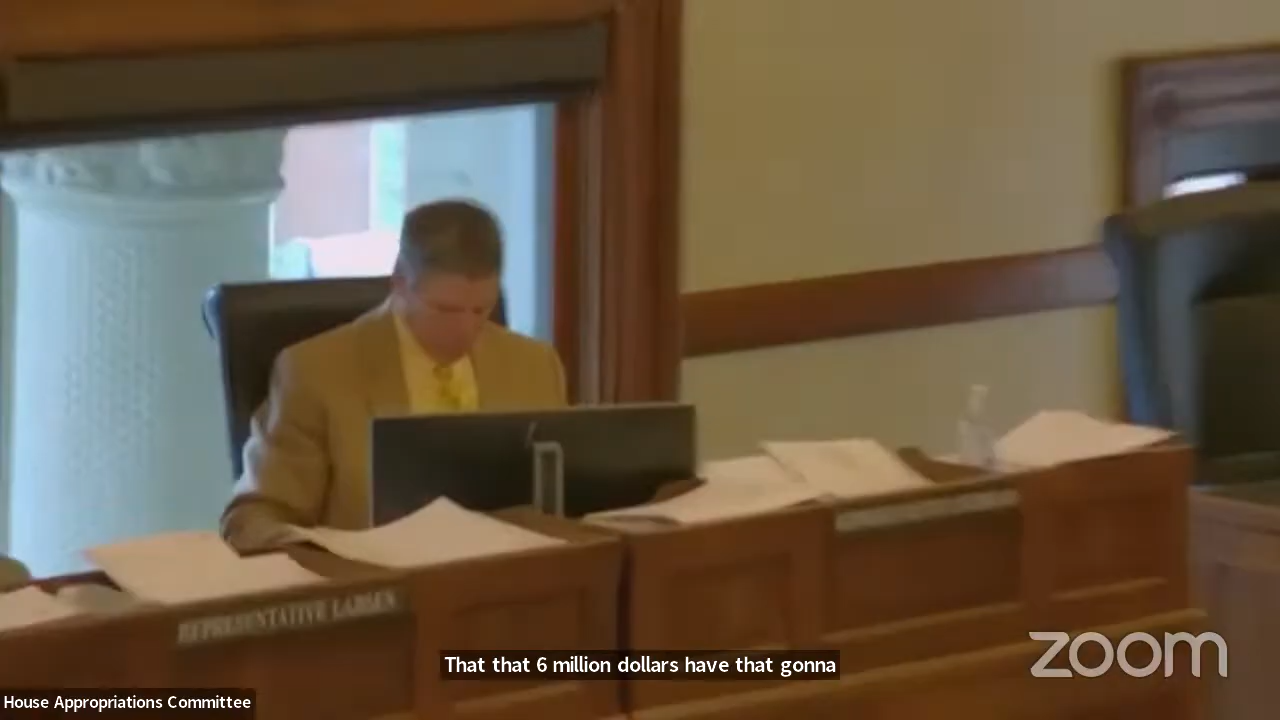 REPRESENTATIVE LARSEN
That that 6 million dollars have that gonna
zoom
House Appropriations Committee